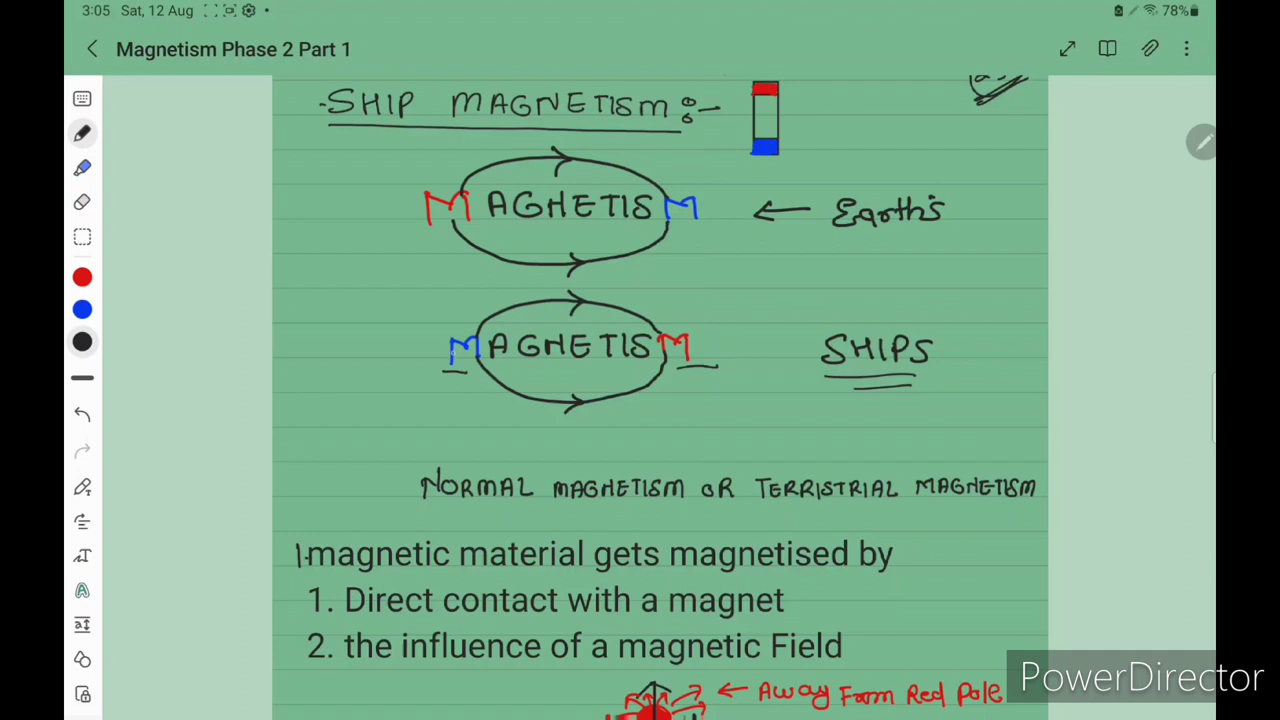 3:05 Sat, 12 Aug
78%
Magnetism Phase 2 Part 1
SHIP MAGNETISM :-
MAGNETISM ← Earth's
MAGNETISM SHIPS
NORMAL MAGNETISM OR TERRISTRIAL MAGNETISM
1.magnetic material gets magnetised by
1. Direct contact with a magnet
2. the influence of a magnetic Field
← Away From Red Pole
PowerDirector